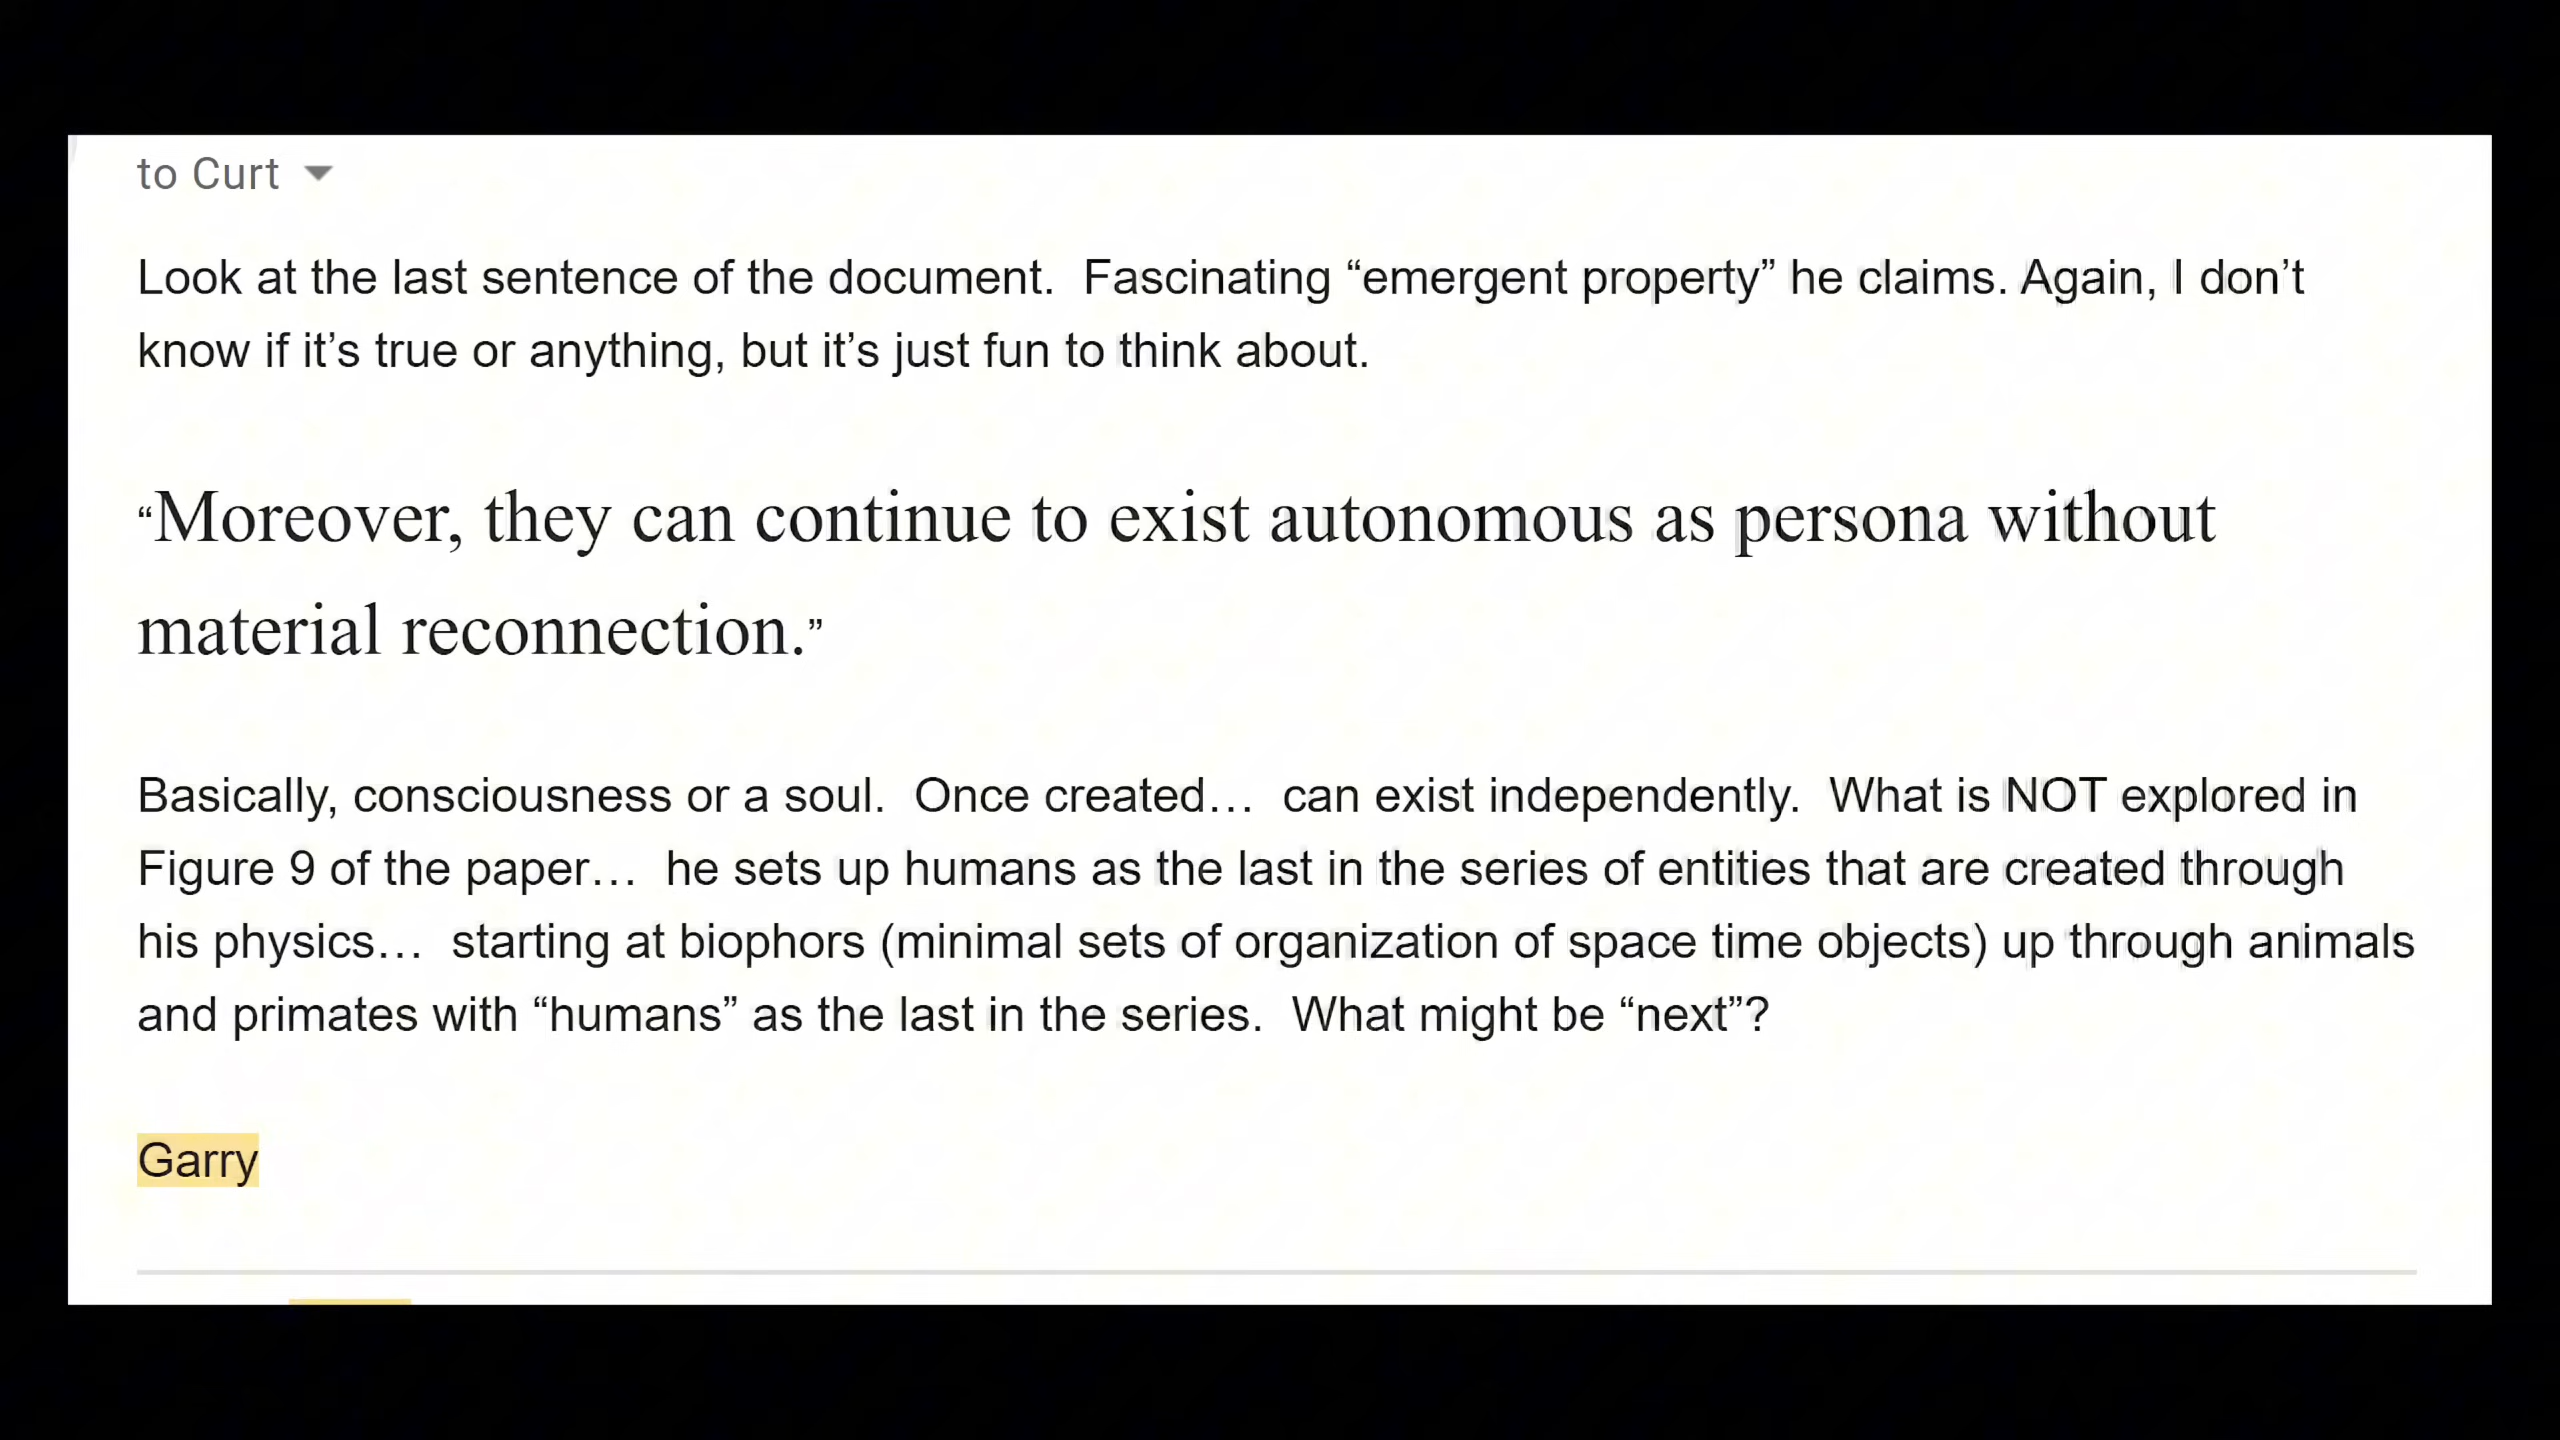 to Curt
Look at the last sentence of the document.  Fascinating “emergent property” he claims. Again, I don’t
know if it’s true or anything, but it’s just fun to think about.
“Moreover, they can continue to exist autonomous as persona without
material reconnection.”
Basically, consciousness or a soul.  Once created…  can exist independently.  What is NOT explored in
Figure 9 of the paper…  he sets up humans as the last in the series of entities that are created through
his physics…  starting at biophors (minimal sets of organization of space time objects) up through animals
and primates with “humans” as the last in the series.  What might be “next”?
Garry